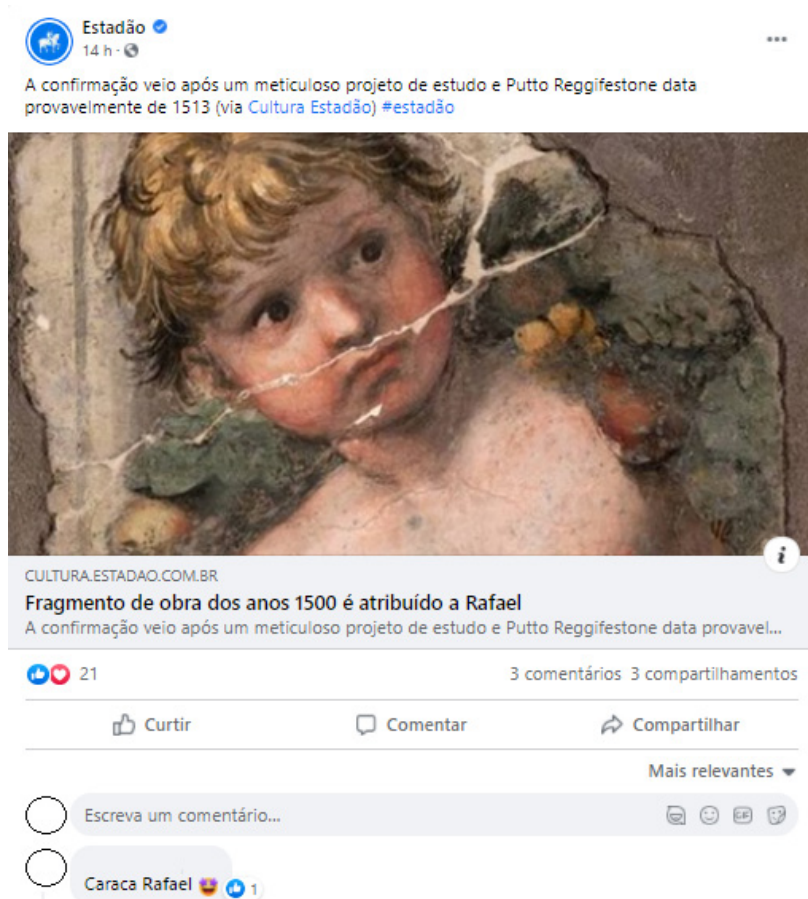 Estadão
14 h ·
A confirmação veio após um meticuloso projeto de estudo e Putto Reggifestone data
provavelmente de 1513 (via Cultura Estadão) #estadão
CULTURA.ESTADAO.COM.BR
Fragmento de obra dos anos 1500 é atribuído a Rafael
A confirmação veio após um meticuloso projeto de estudo e Putto Reggifestone data provavel...
21 3 comentários 3 compartilhamentos
Curtir Comentar Compartilhar
Mais relevantes
Escreva um comentário... GIF
Caraca Rafael 🤩 1